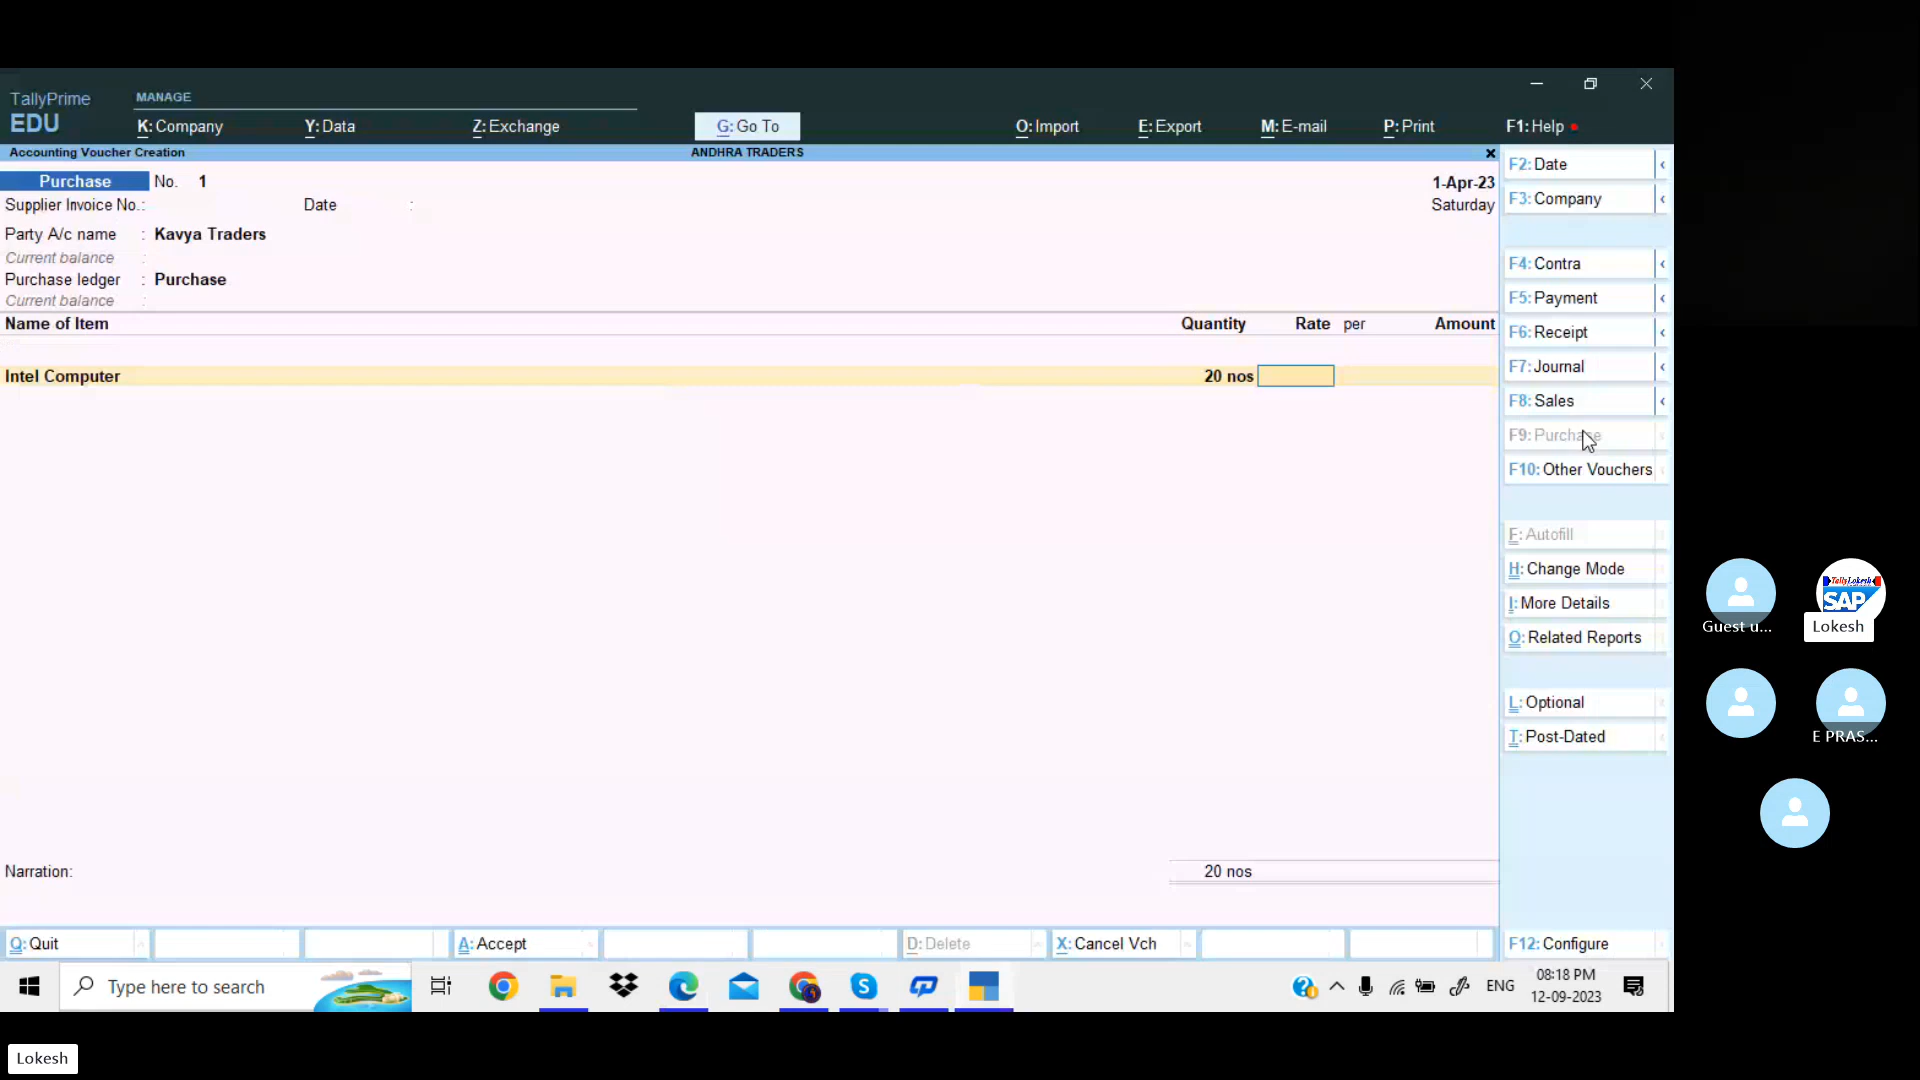 TallyPrime
EDU
MANAGE
K: Company
Y: Data
Z: Exchange
G: Go To
O: Import
E: Export
M: E-mail
P: Print
F1: Help
Accounting Voucher Creation
ANDHRA TRADERS
Purchase No. 1
1-Apr-23
Supplier Invoice No.: Date :
Saturday
Party A/c name : Kavya Traders
Current balance :
Purchase ledger : Purchase
Current balance :
Name of Item Quantity Rate per Amount
Intel Computer 20 nos
Narration: 20 nos
Q: Quit
A: Accept
D: Delete
X: Cancel Vch
F2: Date
F3: Company
F4: Contra
F5: Payment
F6: Receipt
F7: Journal
F8: Sales
F9: Purchase
F10: Other Vouchers
F: Autofill
H: Change Mode
I: More Details
O: Related Reports
L: Optional
T: Post-Dated
F12: Configure
Type here to search
ENG
08:18 PM
12-09-2023
Guest u...
TallyLokesh
SAP
Lokesh
E PRAS...
Lokesh